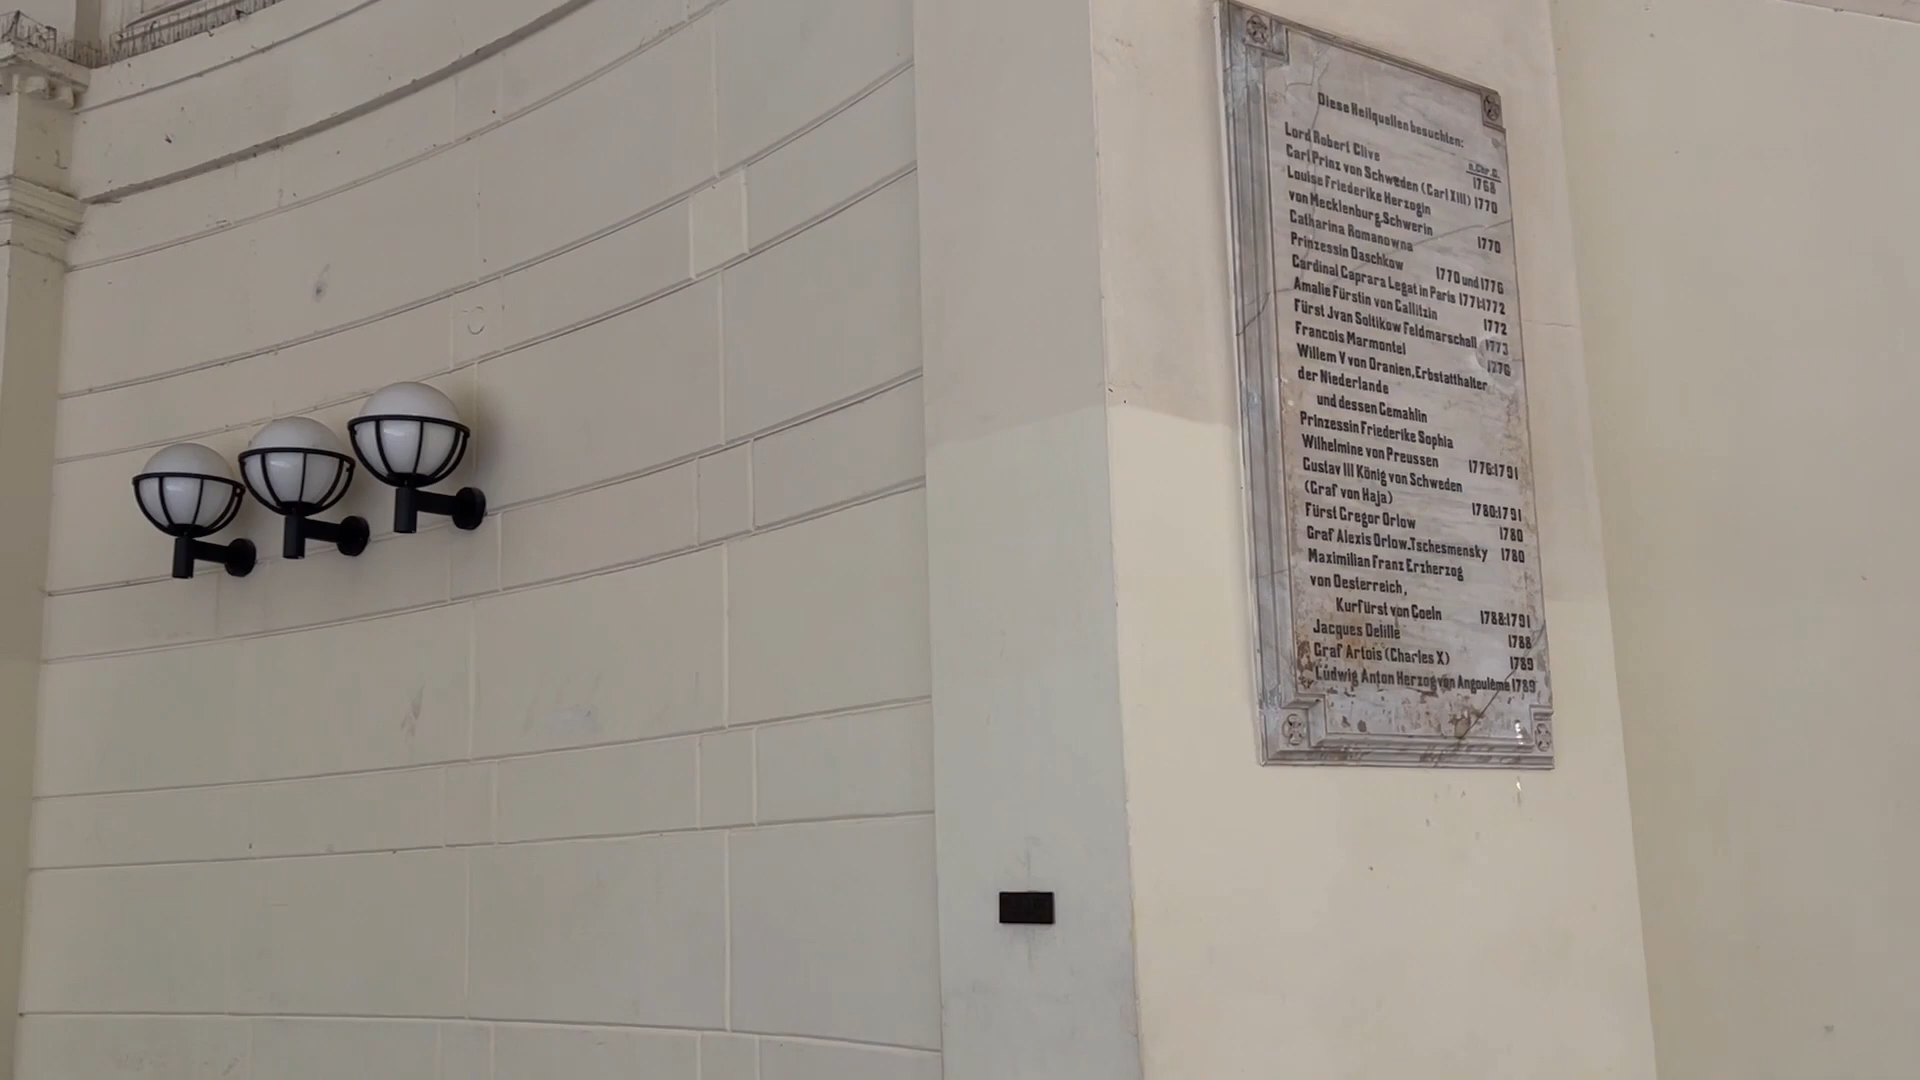 Diese Heilquellen besuchten:
n.Chr.G.
Lord Robert Clive 1768
Carl Prinz von Schweden (Carl XIII) 1770
Louise Friederike Herzogin
von Mecklenburg.Schwerin 1770
Catharina Romanowna
Prinzessin Daschkow 1770 und 1776
Cardinal Caprara Legat in Paris 1771:1772
Amalie Fürstin von Gallitzin 1772
Fürst Jvan Soltikow Feldmarschall 1773
Francois Marmontel 1776
Willem V von Oranien, Erbstatthalter
der Niederlande
und dessen Gemahlin
Prinzessin Friederike Sophia
Wilhelmine von Preussen 1776:1791
Gustav III König von Schweden
(Graf von Haja) 1780:1791
Fürst Gregor Orlow 1780
Graf Alexis Orlow.Tschesmensky 1780
Maximilian Franz Erzherzog
von Oesterreich,
Kurfürst von Coeln 1788:1791
Jacques Delille 1788
Graf Artois (Charles X) 1789
Ludwig Anton Herzog von Angoulême 1789